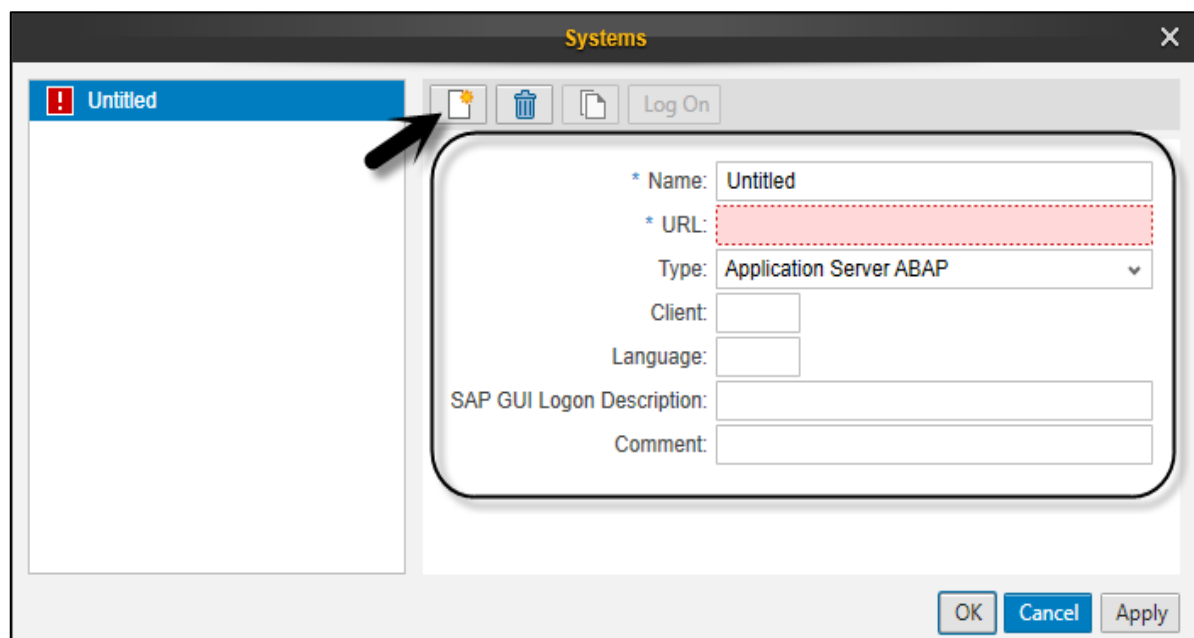 Systems
! Untitled
Log On
* Name: Untitled
* URL:
Type: Application Server ABAP
Client:
Language:
SAP GUI Logon Description:
Comment:
OK Cancel Apply